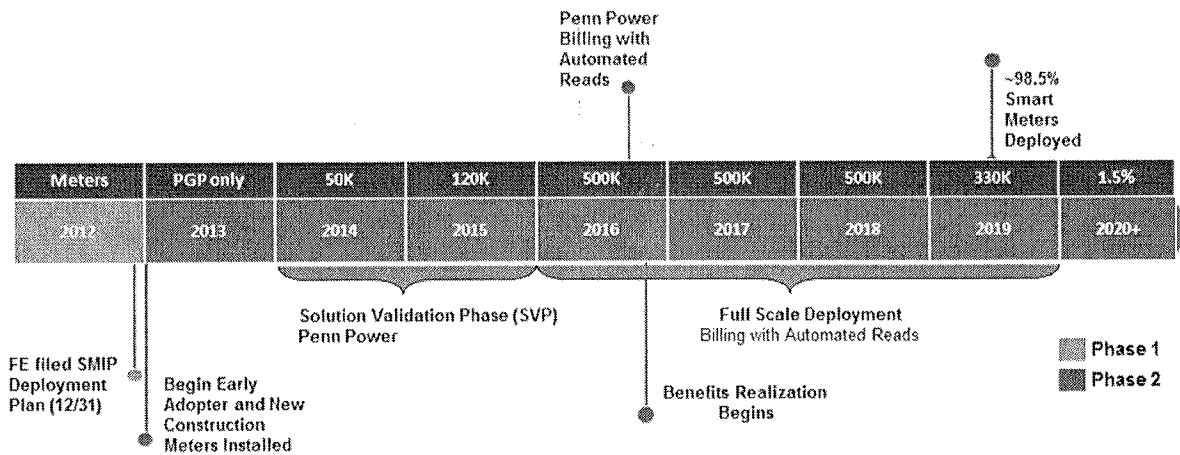 Penn Power
Billing with
Automated
Reads
~98.5%
Smart
Meters
Deployed
Meters PGP only 50K 120K 500K 500K 500K 330K 1.5%
2012 2013 2014 2015 2016 2017 2018 2019 2020+
Solution Validation Phase (SVP)
Penn Power
Full Scale Deployment
Billing with Automated Reads
FE filed SMIP
Deployment
Plan (12/31)
Begin Early
Adopter and New
Construction
Meters Installed
Benefits Realization
Begins
Phase 1
Phase 2